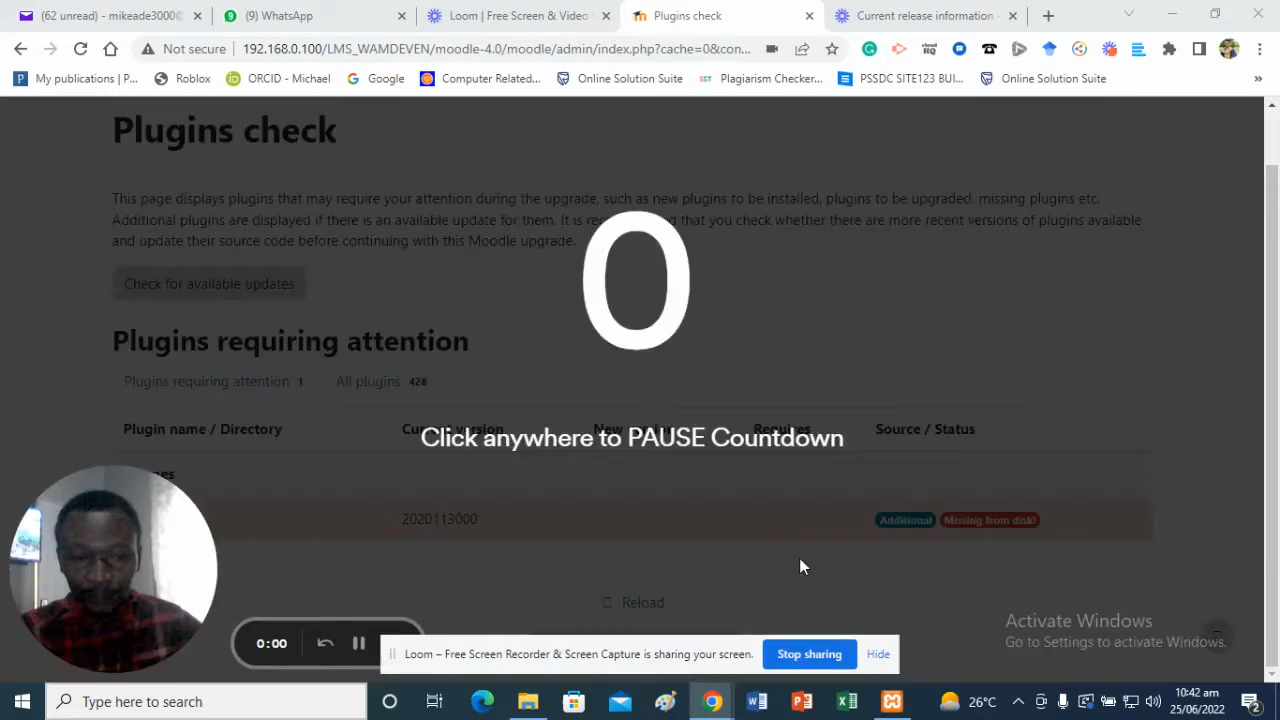 (62 unread) - mikeade3000@
(9) WhatsApp
Loom | Free Screen & Video
Plugins check
Current release information
Not secure
192.168.0.100/LMS_WAMDEVEN/moodle-4.0/moodle/admin/index.php?cache=0&con...
My publications | P...
Roblox
ORCID - Michael
Google
Computer Related...
Online Solution Suite
Plagiarism Checker...
PSSDC SITE123 BUI...
Online Solution Suite
Plugins check
This page displays plugins that may require your attention during the upgrade, such as new plugins to be installed, plugins to be upgraded. missing plugins etc.
Additional plugins are displayed if there is an available update for them. It is that you check whether there are more recent versions of plugins available
and update their source code before continuing with this Moodle upgrade.
0
Check for available updates
Plugins requiring attention
Plugins requiring attention 1
All plugins 428
Plugin name / Directory
Current version
New version
Requires
Source / Status
Click anywhere to PAUSE Countdown
2020113000
Additional
Missing from disk!
Reload
Activate Windows
Go to Settings to activate Windows.
0:00
Loom – Free Screen Recorder & Screen Capture is sharing your screen.
Stop sharing
Hide
Type here to search
26°C
10:42 am
25/06/2022
2